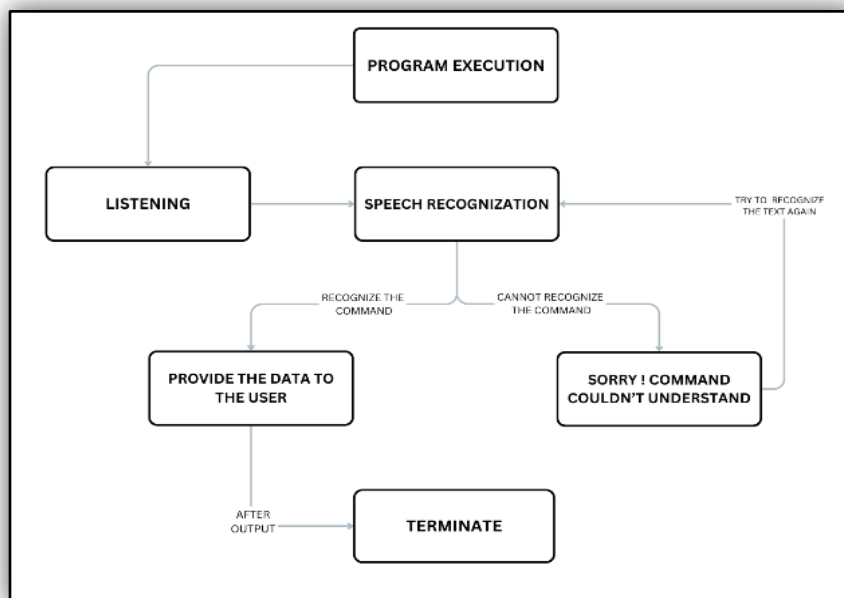 PROGRAM EXECUTION
LISTENING
SPEECH RECOGNIZATION
TRY TO RECOGNIZE
THE TEXT AGAIN
RECOGNIZE THE
COMMAND
CANNOT RECOGNIZE
THE COMMAND
PROVIDE THE DATA TO
THE USER
SORRY ! COMMAND
COULDN'T UNDERSTAND
AFTER
OUTPUT
TERMINATE